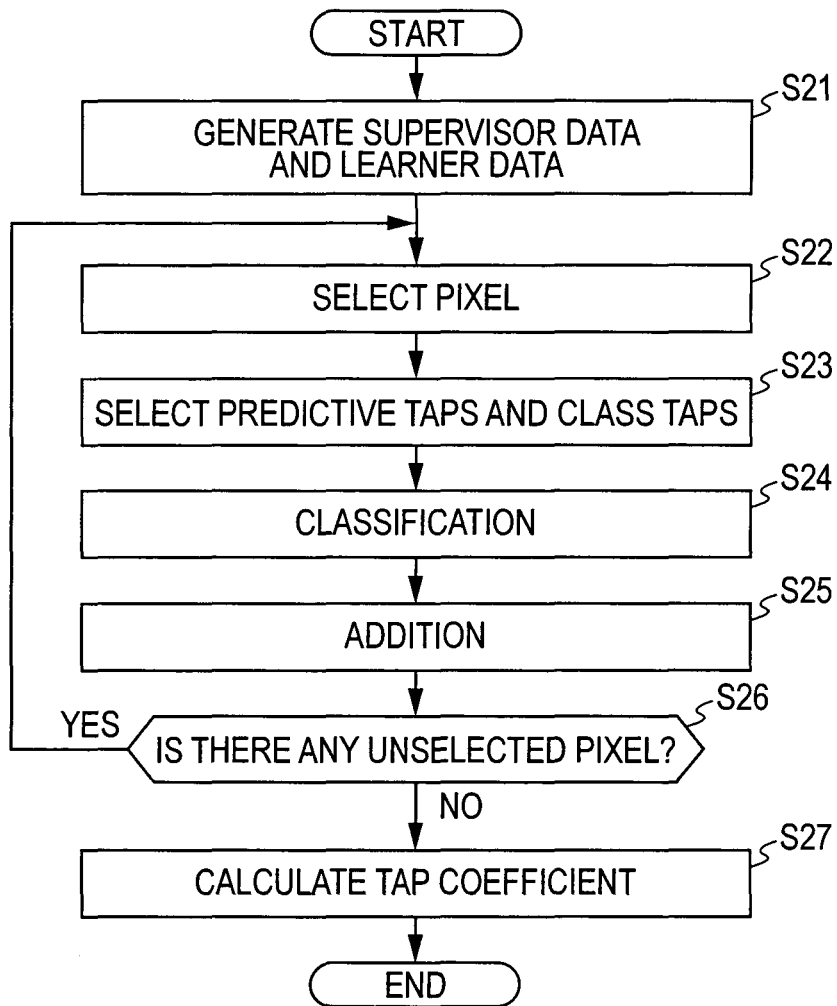 START
S21
GENERATE SUPERVISOR DATA
AND LEARNER DATA
S22
SELECT PIXEL
S23
SELECT PREDICTIVE TAPS AND CLASS TAPS
S24
CLASSIFICATION
S25
ADDITION
S26
YES
IS THERE ANY UNSELECTED PIXEL?
NO
S27
CALCULATE TAP COEFFICIENT
END